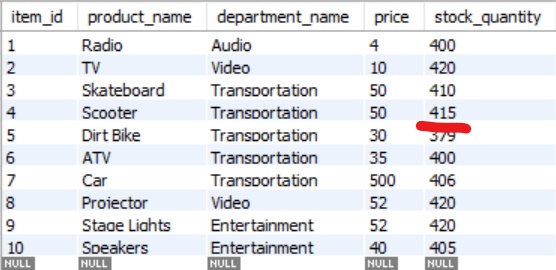 item_id product_name department_name price stock_quantity
1 Radio Audio 4 400
2 TV Video 10 420
3 Skateboard Transportation 50 410
4 Scooter Transportation 50 415
5 Dirt Bike Transportation 30 379
6 ATV Transportation 35 400
7 Car Transportation 500 406
8 Projector Video 52 420
9 Stage Lights Entertainment 52 420
10 Speakers Entertainment 40 405
NULL NULL NULL NULL NULL